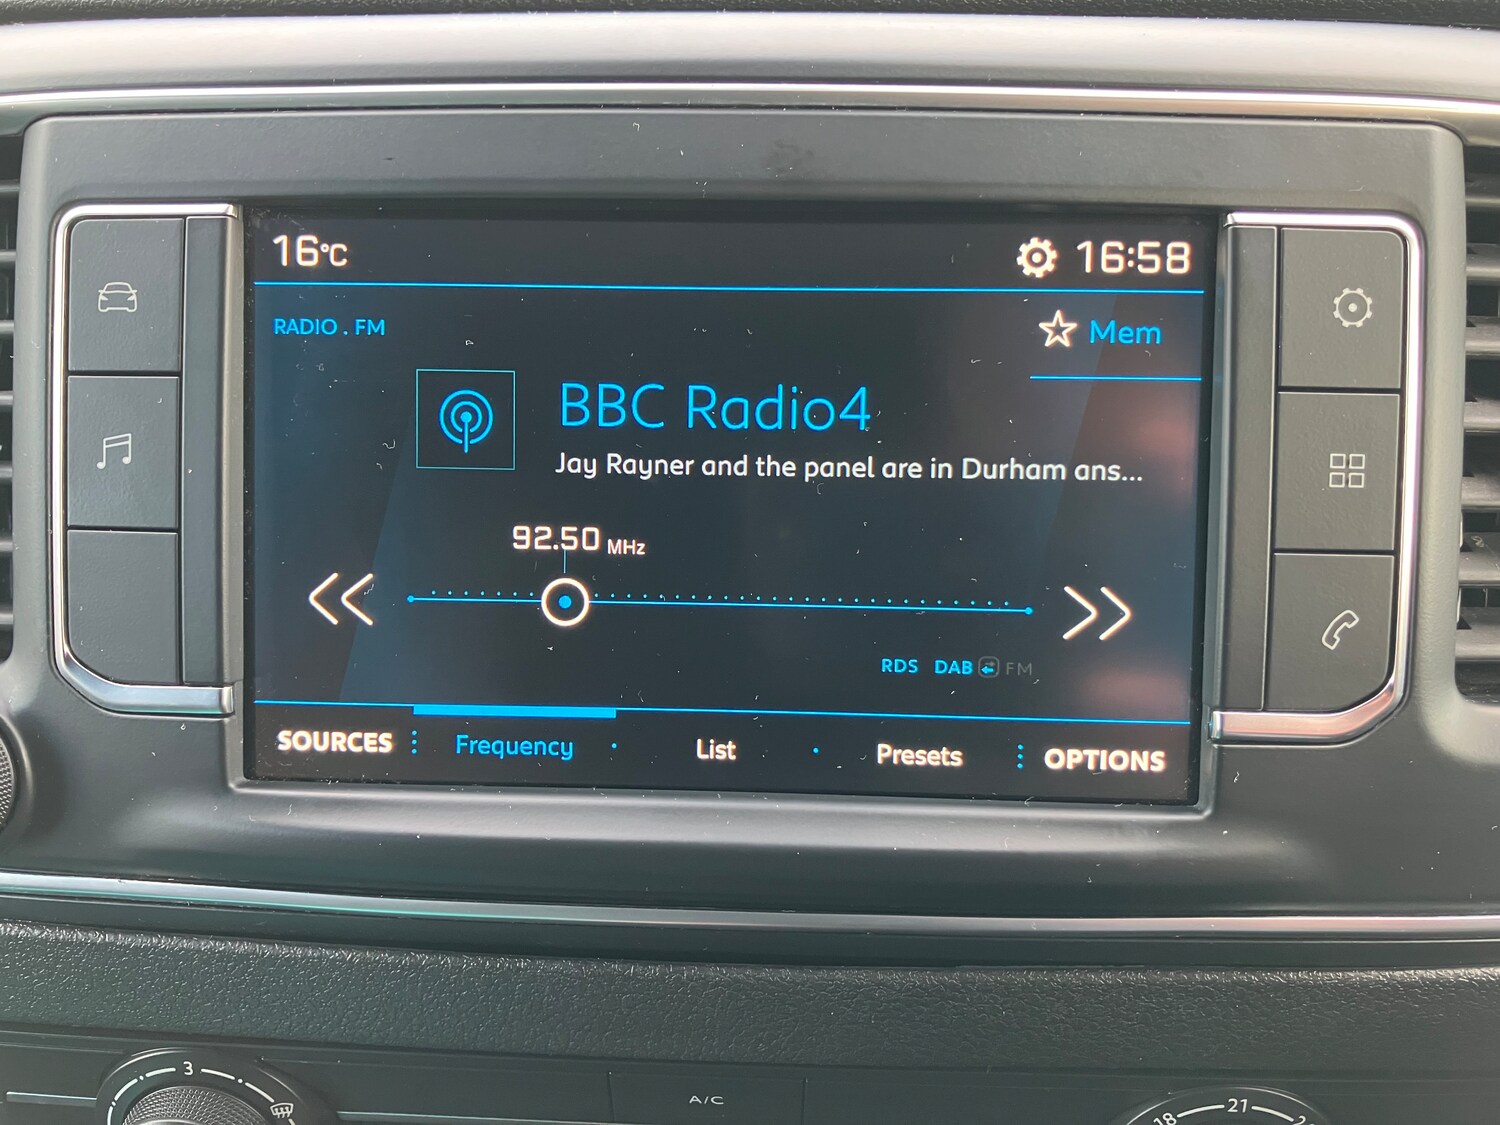 16°C
16:58
RADIO . FM
Mem
BBC Radio4
Jay Rayner and the panel are in Durham ans...
92.50 MHz
RDS DAB FM
SOURCES Frequency List Presets OPTIONS
3
A/C
18 21